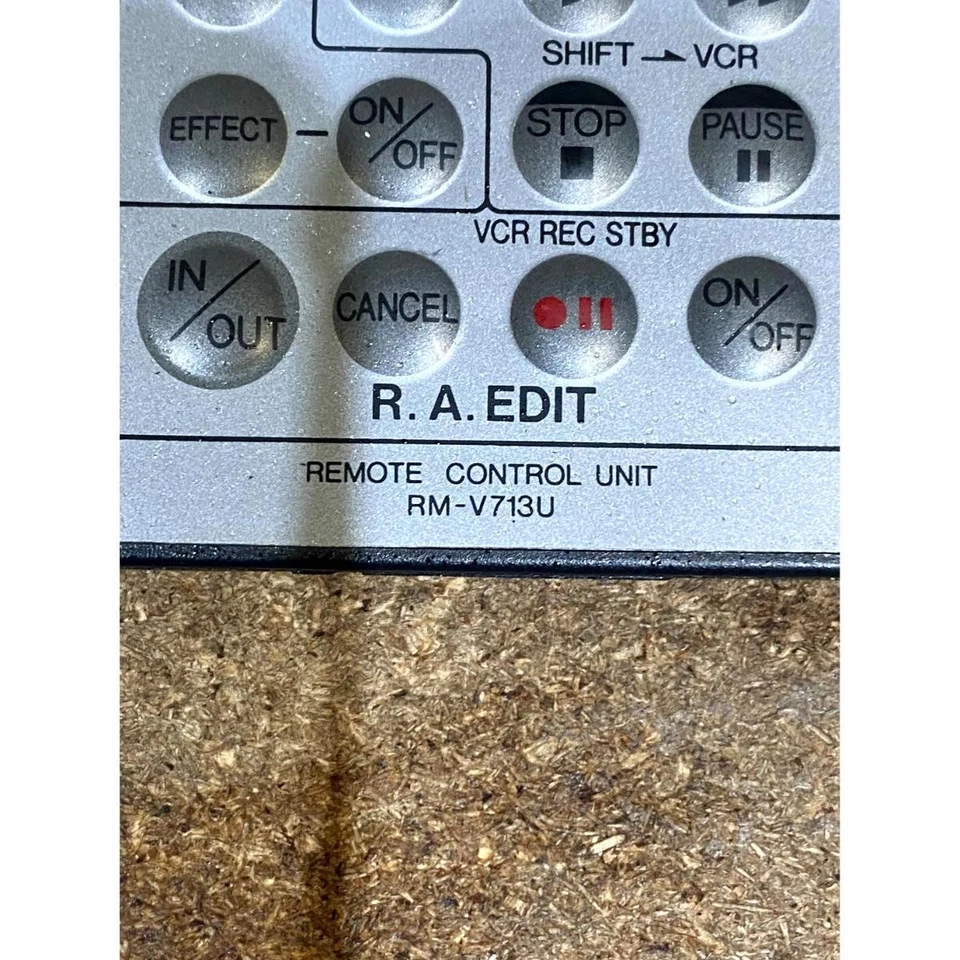 SHIFT → VCR
EFFECT – ON/OFF STOP PAUSE
VCR REC STBY
IN/OUT CANCEL ON/OFF
R. A. EDIT
REMOTE CONTROL UNIT
RM-V713U